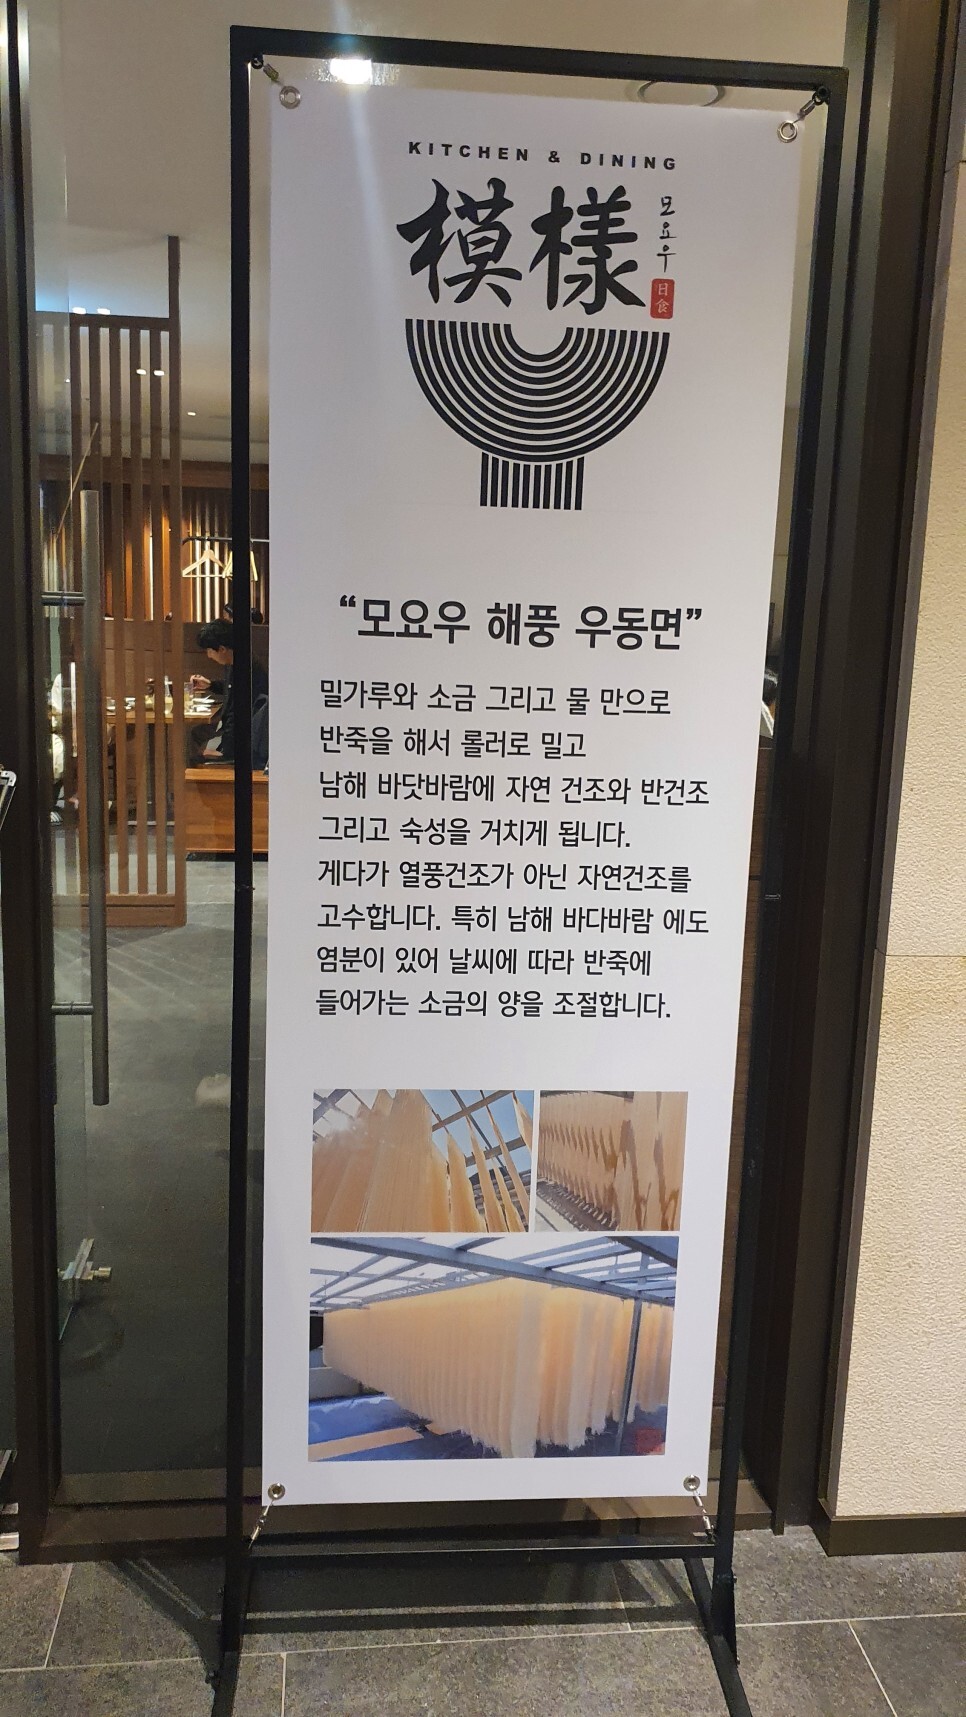 KITCHEN & DINING
模様
모요우
日食
“모요우 해풍 우동면”
밀가루와 소금 그리고 물 만으로
반죽을 해서 롤러로 밀고
남해 바닷바람에 자연 건조와 반건조
그리고 숙성을 거치게 됩니다.
게다가 열풍건조가 아닌 자연건조를
고수합니다. 특히 남해 바다바람 에도
염분이 있어 날씨에 따라 반죽에
들어가는 소금의 양을 조절합니다.